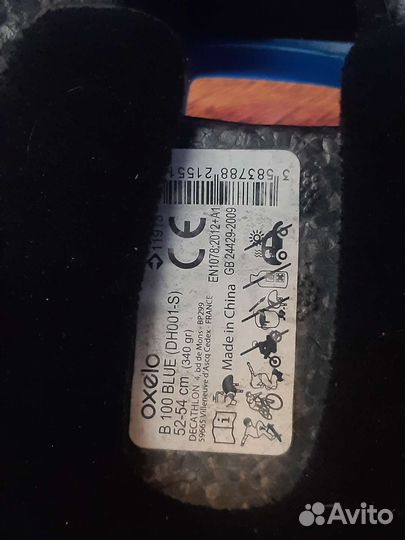 oxelo
B 100 BLUE (DH001-S)
52-54 cm (340 gr)
DECATHLON 4, bd de Mons - BP299
59665 Villeneuve d'Ascq Cedex FRANCE
Made in China
CE
EN1078:2012+A1
GB 24429-2009
3 583788
Avito